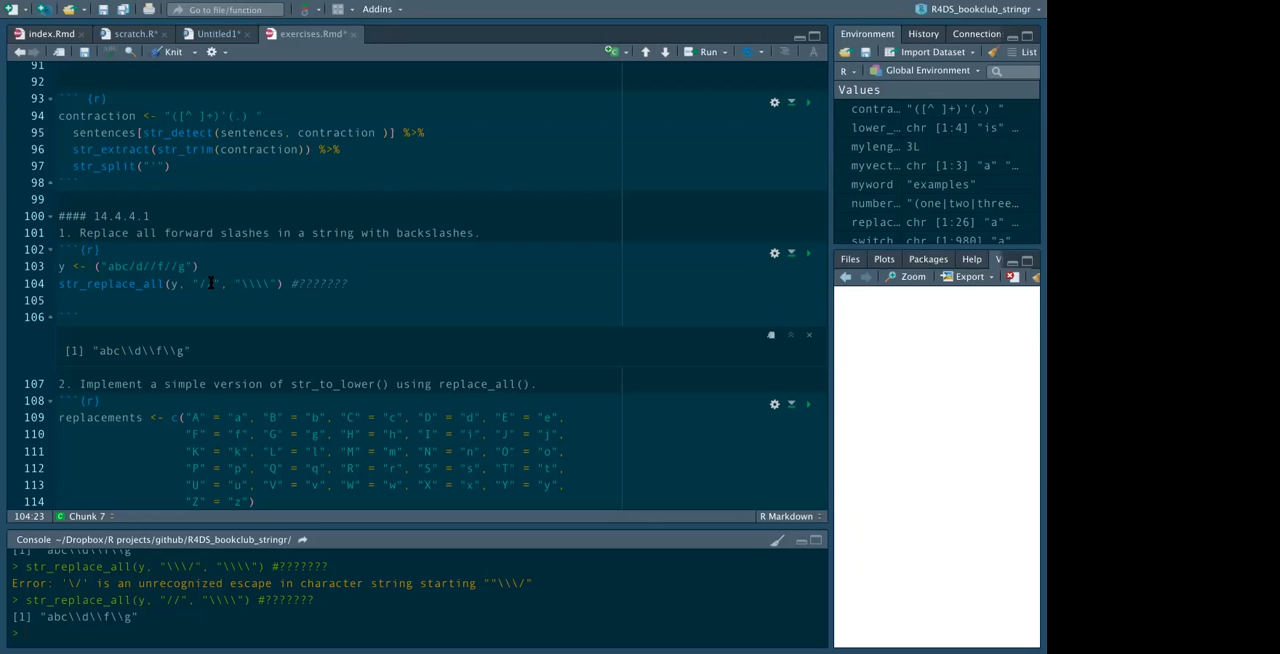 Go to file/function
Addins
R4DS_bookclub_stringr
index.Rmd
scratch.R*
Untitled1*
exercises.Rmd*
Knit
Run
91
92
93 ``` {r}
94 contraction <- "([^ ]+)'(.) "
95 sentences[str_detect(sentences, contraction )] %>%
96 str_extract(str_trim(contraction)) %>%
97 str_split("'")
98 ```
99
100 #### 14.4.4.1
101 1. Replace all forward slashes in a string with backslashes.
102 ```{r}
103 y <- ("abc/d//f//g")
104 str_replace_all(y, "//", "\\\\") #???????
105
106 ```
[1] "abc\\d\\f\\g"
107 2. Implement a simple version of str_to_lower() using replace_all().
108 ```{r}
109 replacements <- c("A" = "a", "B" = "b", "C" = "c", "D" = "d", "E" = "e",
110 "F" = "f", "G" = "g", "H" = "h", "I" = "i", "J" = "j",
111 "K" = "k", "L" = "l", "M" = "m", "N" = "n", "O" = "o",
112 "P" = "p", "Q" = "q", "R" = "r", "S" = "s", "T" = "t",
113 "U" = "u", "V" = "v", "W" = "w", "X" = "x", "Y" = "y",
114 "Z" = "z")
104:23 Chunk 7 R Markdown
Console ~/Dropbox/R projects/github/R4DS_bookclub_stringr/
[1] "abc\\d\\f\\g"
> str_replace_all(y, "\\\/", "\\\\") #???????
Error: '\/' is an unrecognized escape in character string starting ""\\\/"
> str_replace_all(y, "//", "\\\\") #???????
[1] "abc\\d\\f\\g"
>
Environment History Connection
Import Dataset List
R Global Environment
Values
contra… "([^ ]+)'(.) "
lower_… chr [1:4] "is" …
myleng… 3L
myvect… chr [1:3] "a" "…
myword "examples"
number… "(one|two|three…
replac… chr [1:26] "a" …
switch chr [1:980] "a"
Files Plots Packages Help V
Zoom Export